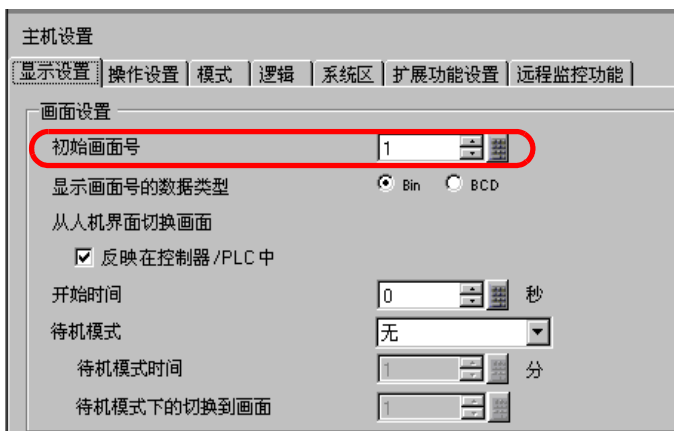 主机设置
显示设置 操作设置 模式 逻辑 系统区 扩展功能设置 远程监控功能
画面设置
初始画面号 1
显示画面号的数据类型 Bin BCD
从人机界面切换画面
反映在控制器/PLC中
开始时间 0 秒
待机模式 无
待机模式时间 1 分
待机模式下的切换到画面 1